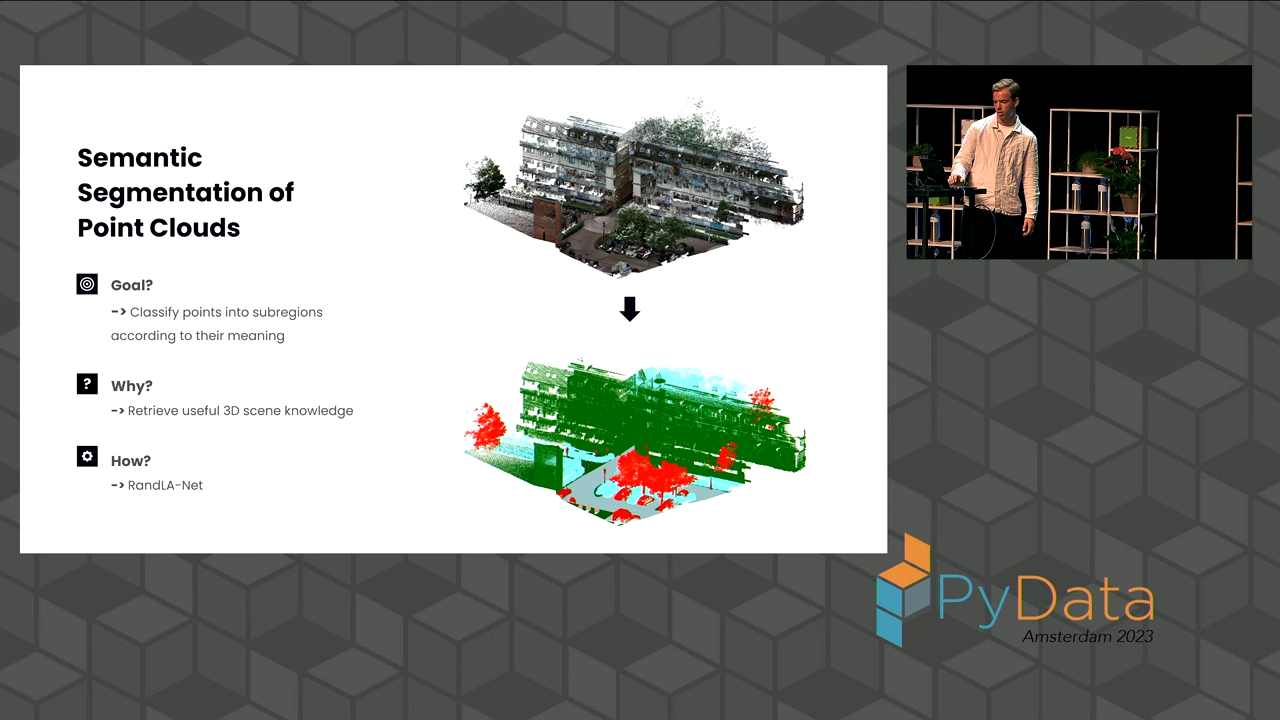 Semantic
Segmentation of
Point Clouds
Goal?
-> Classify points into subregions
according to their meaning
?
Why?
-> Retrieve useful 3D scene knowledge
How?
-> RandLA-Net
PyData
Amsterdam 2023